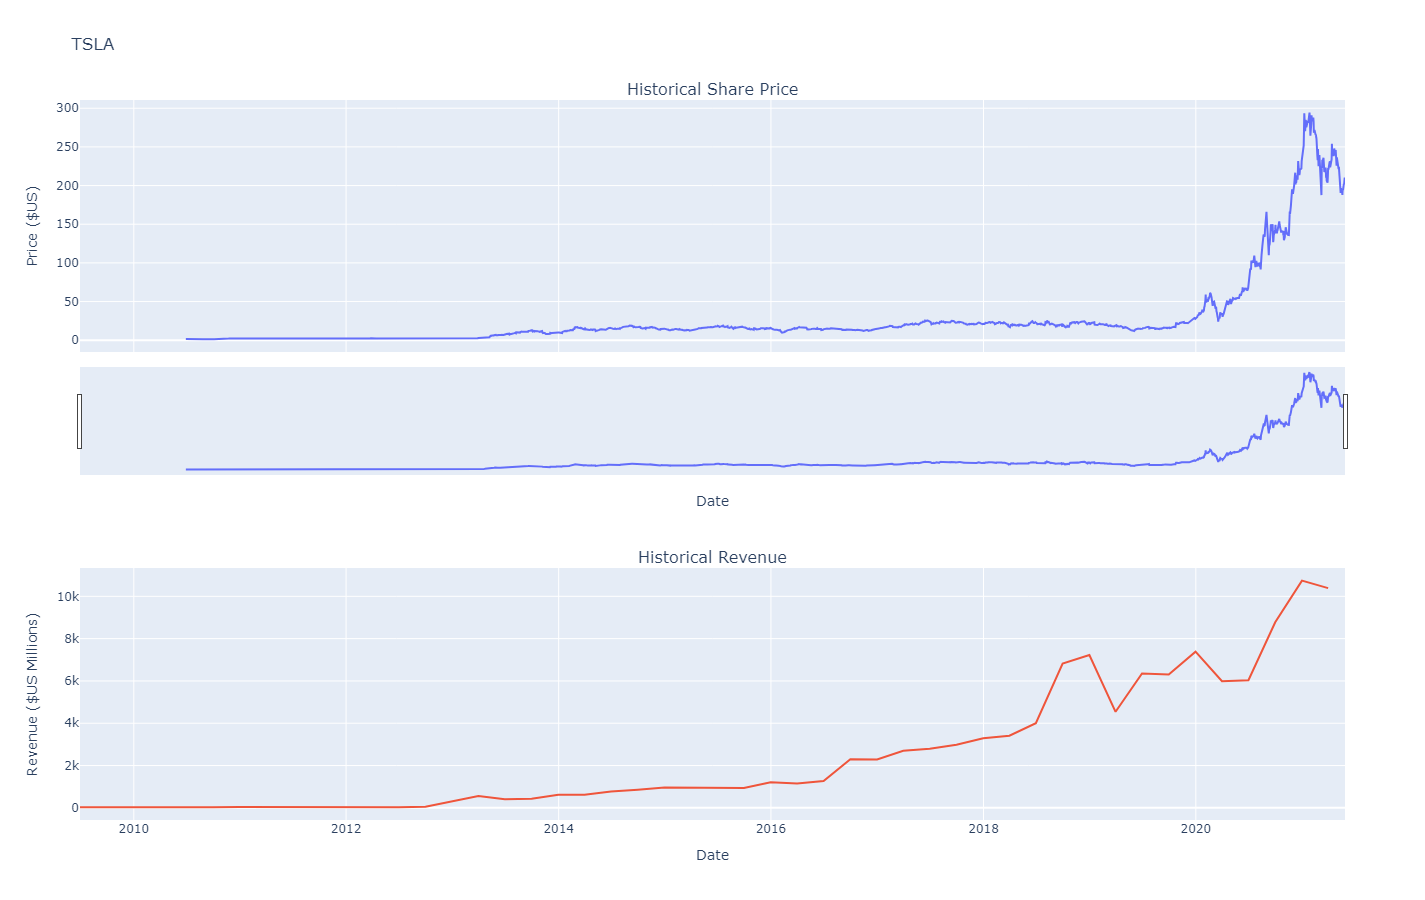 TSLA
Historical Share Price
300
250
200
150
100
50
0
Price ($US)
Date
Historical Revenue
10k
8k
6k
4k
2k
0
Revenue ($US Millions)
2010 2012 2014 2016 2018 2020
Date